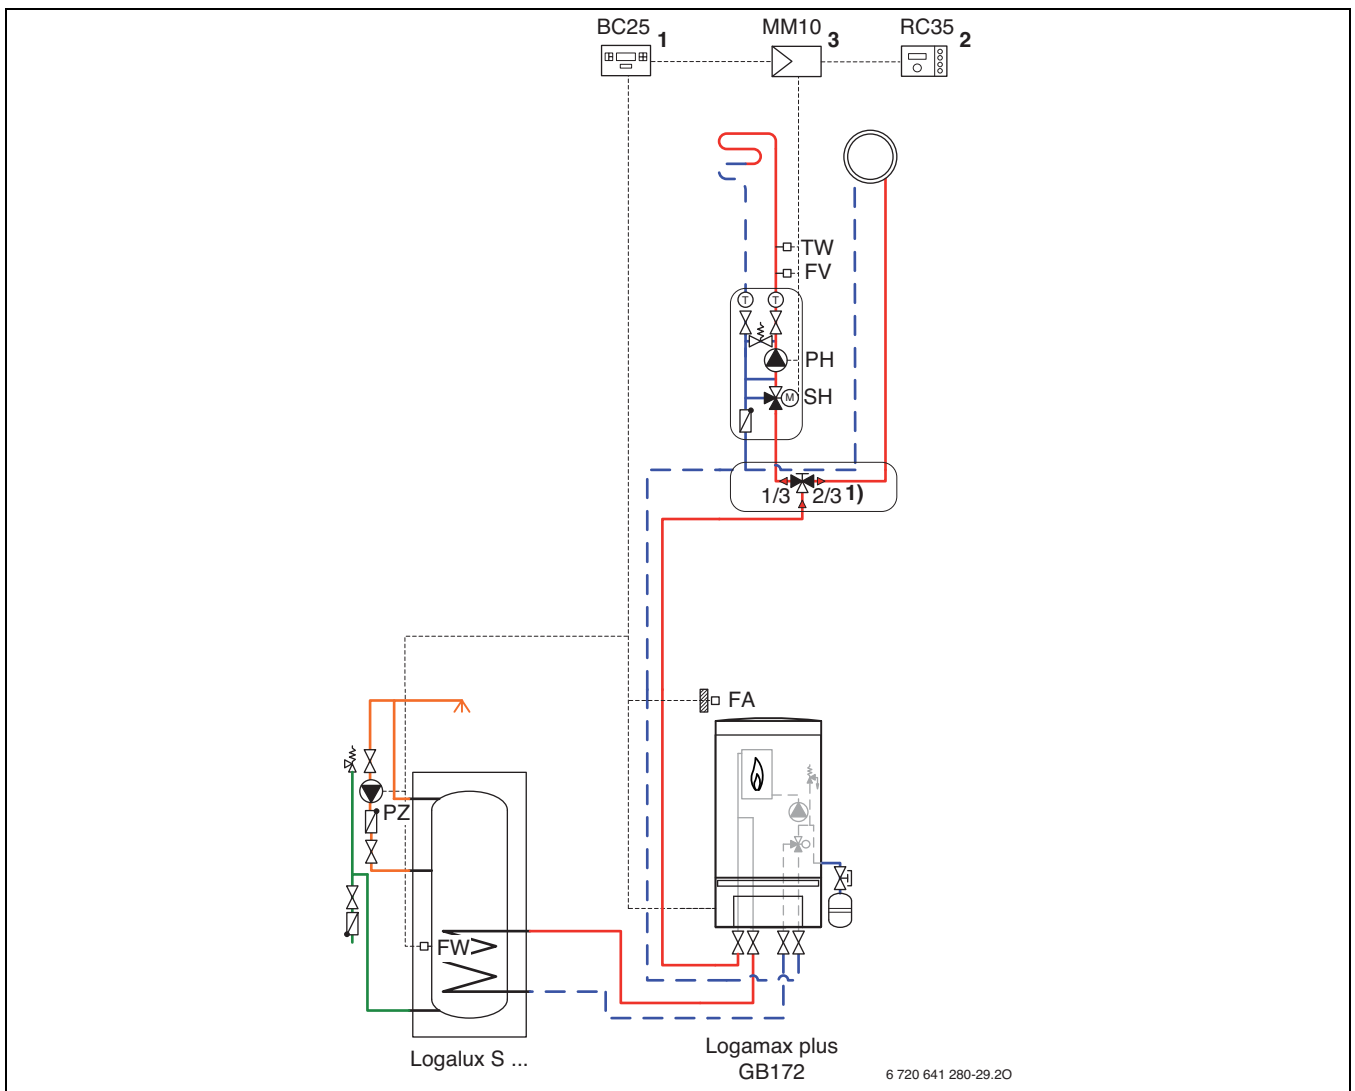 BC25 1
MM10 3
RC35 2
TW
FV
T T
PH
M SH
1/3 2/3 1)
FA
PZ
FW
Logalux S ...
Logamax plus
GB172
6 720 641 280-29.2O